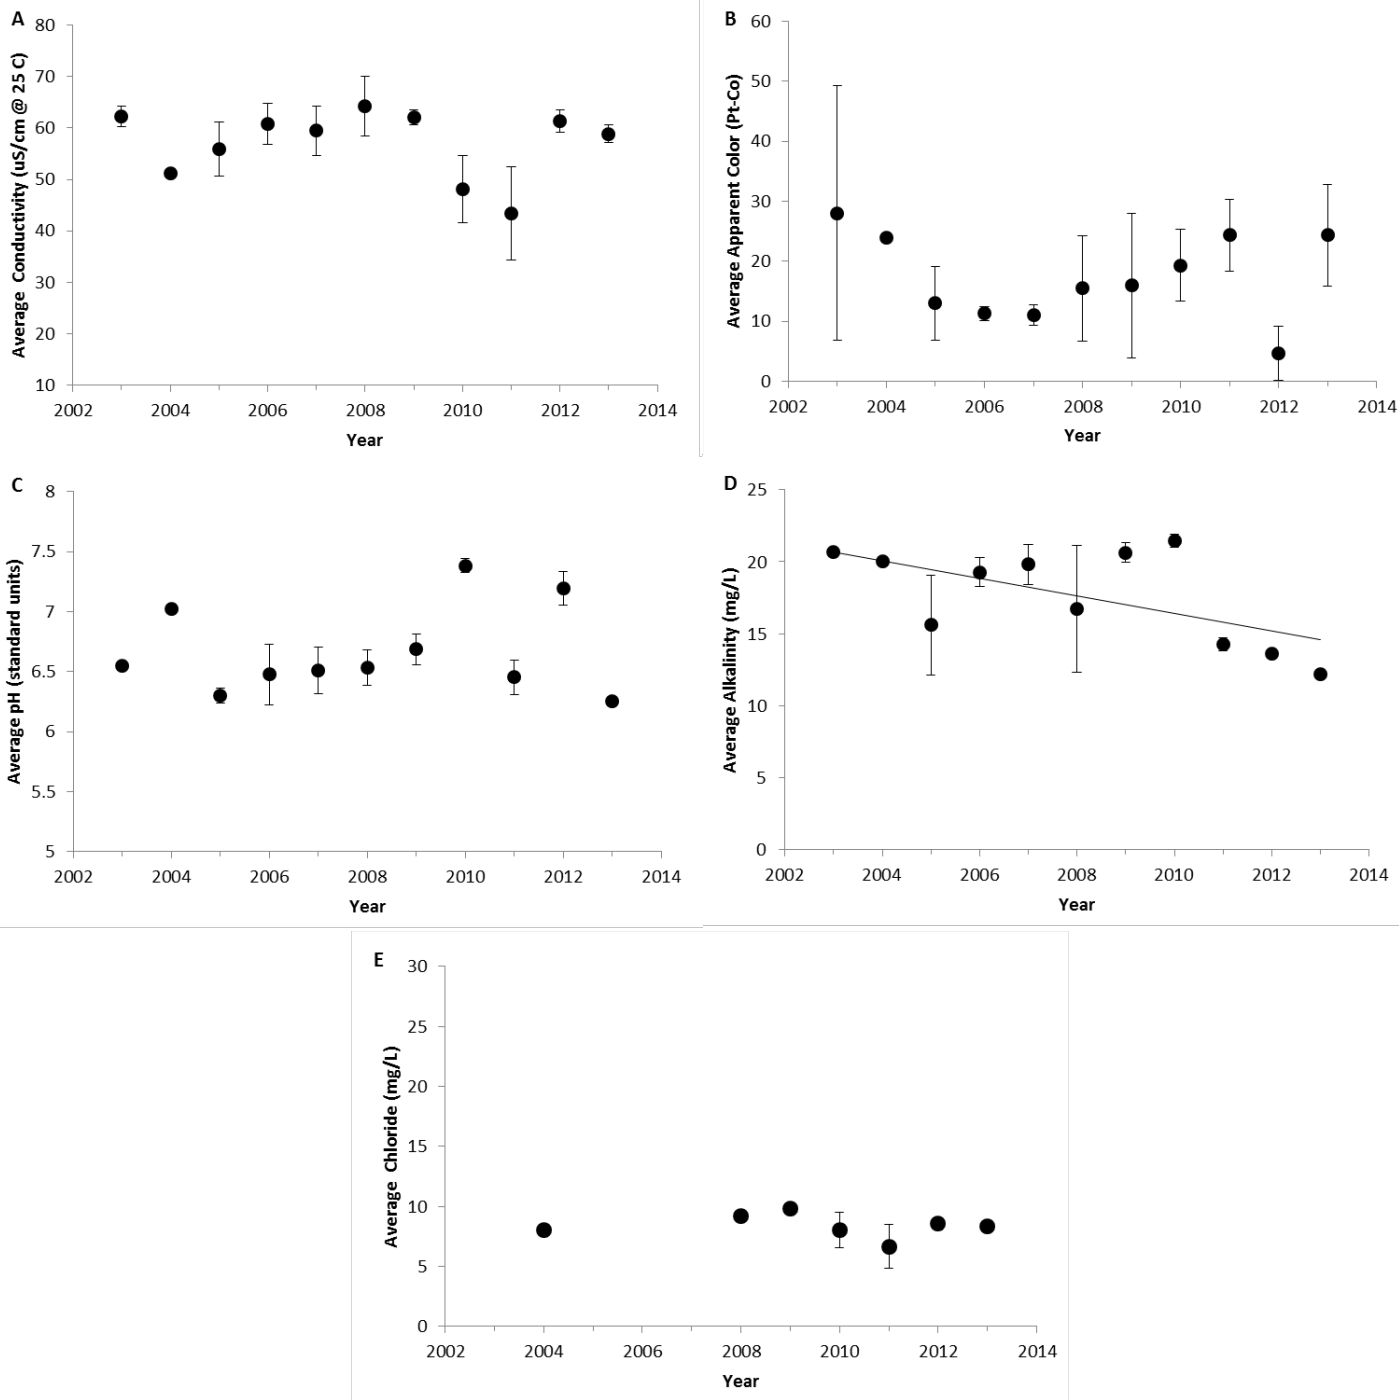 A
Average Conductivity (uS/cm @ 25 C)
80
70
60
50
40
30
20
10
2002 2004 2006 2008 2010 2012 2014
Year
B
Average Apparent Color (Pt-Co)
60
50
40
30
20
10
0
2002 2004 2006 2008 2010 2012 2014
Year
C
Average pH (standard units)
8
7.5
7
6.5
6
5.5
5
2002 2004 2006 2008 2010 2012 2014
Year
D
Average Alkalinity (mg/L)
25
20
15
10
5
0
2002 2004 2006 2008 2010 2012 2014
Year
E
Average Chloride (mg/L)
30
25
20
15
10
5
0
2002 2004 2006 2008 2010 2012 2014
Year